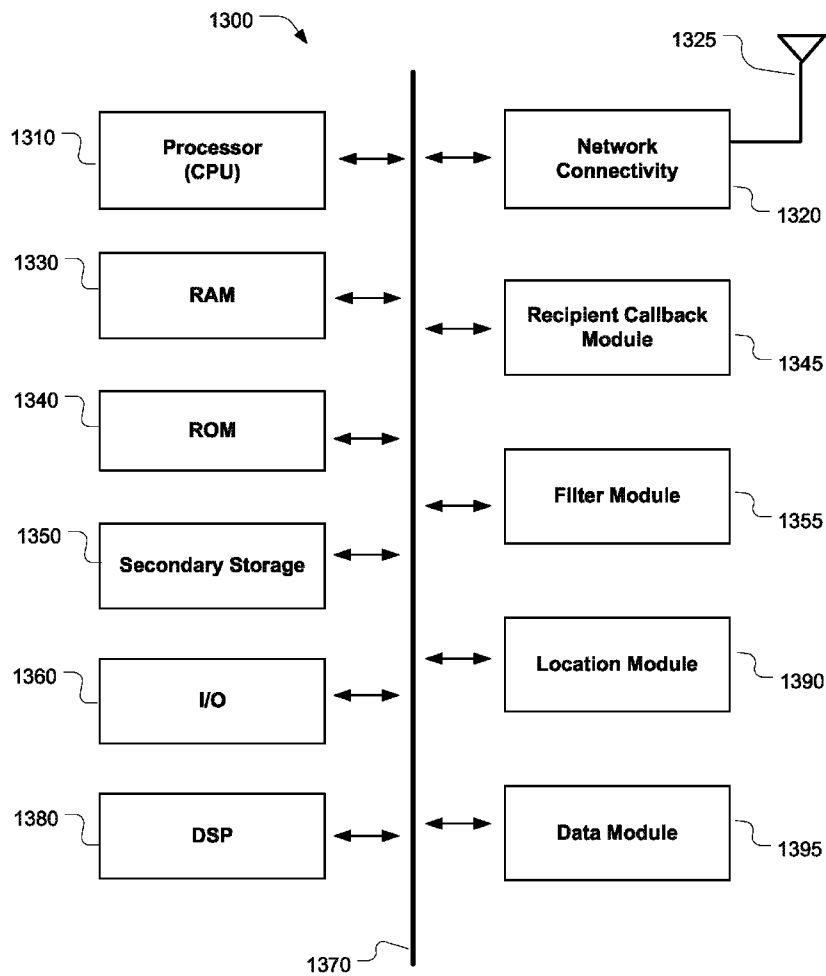 1300
1325
1310
Processor
(CPU)
Network
Connectivity
1320
1330
RAM
Recipient Callback
Module
1345
1340
ROM
Filter Module
1355
1350
Secondary Storage
1360
I/O
Location Module
1390
1380
DSP
Data Module
1395
1370